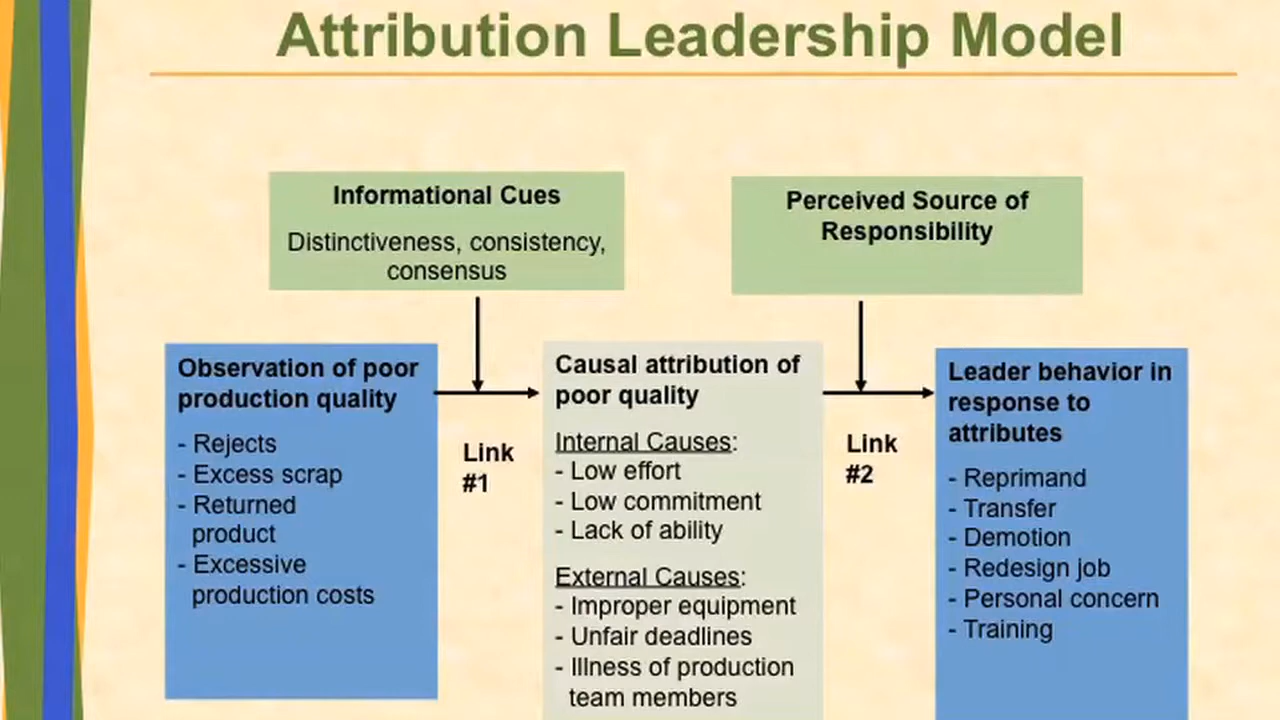 Attribution Leadership Model
Informational Cues
Distinctiveness, consistency,
consensus
Perceived Source of
Responsibility
Observation of poor
production quality
- Rejects
- Excess scrap
- Returned
product
- Excessive
production costs
Link
#1
Causal attribution of
poor quality
Internal Causes:
- Low effort
- Low commitment
- Lack of ability
External Causes:
- Improper equipment
- Unfair deadlines
- Illness of production
team members
Link
#2
Leader behavior in
response to
attributes
- Reprimand
- Transfer
- Demotion
- Redesign job
- Personal concern
- Training